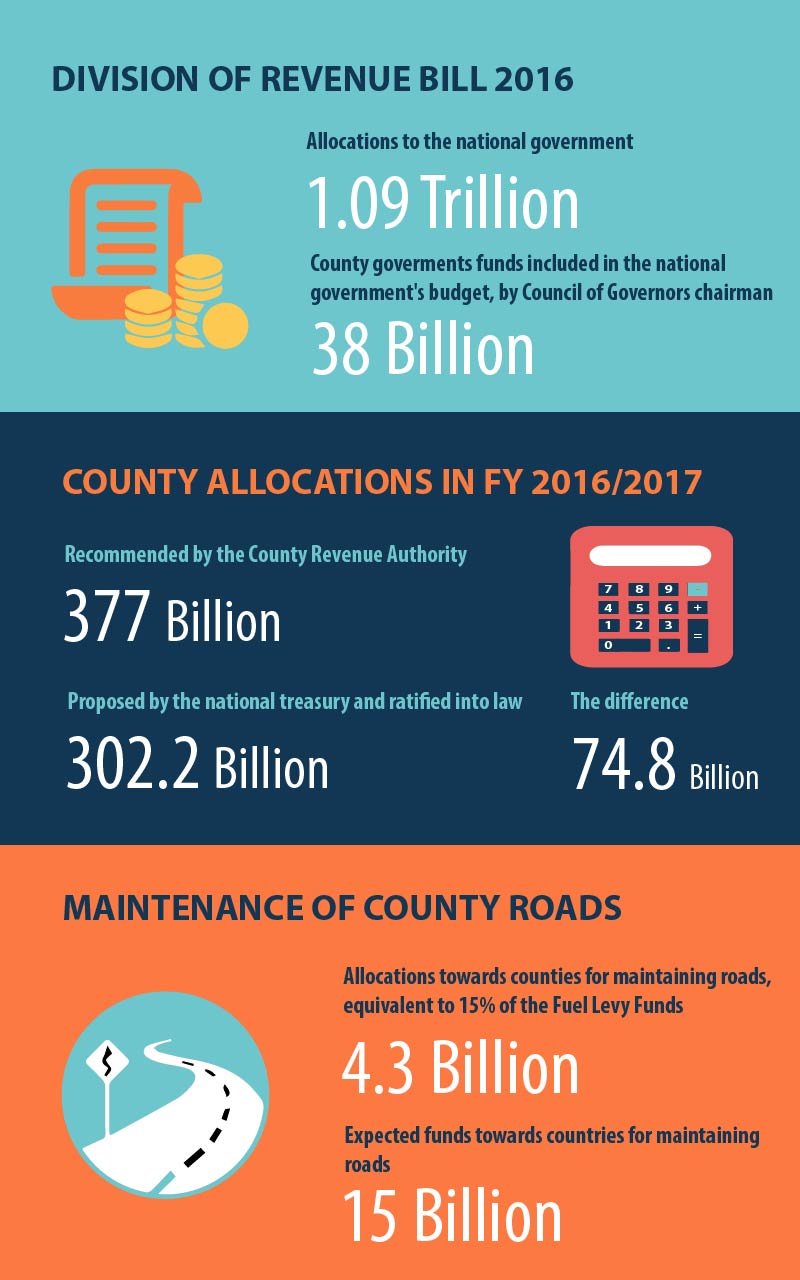 DIVISION OF REVENUE BILL 2016
Allocations to the national government
1.09 Trillion
County goverments funds included in the national
government's budget, by Council of Governors chairman
38 Billion
COUNTY ALLOCATIONS IN FY 2016/2017
Recommended by the County Revenue Authority
377 Billion
7 8 9 -
4 5 6 +
1 2 3 =
0 .
Proposed by the national treasury and ratified into law
302.2 Billion
The difference
74.8 Billion
MAINTENANCE OF COUNTY ROADS
Allocations towards counties for maintaining roads,
equivalent to 15% of the Fuel Levy Funds
4.3 Billion
Expected funds towards countries for maintaining
roads
15 Billion